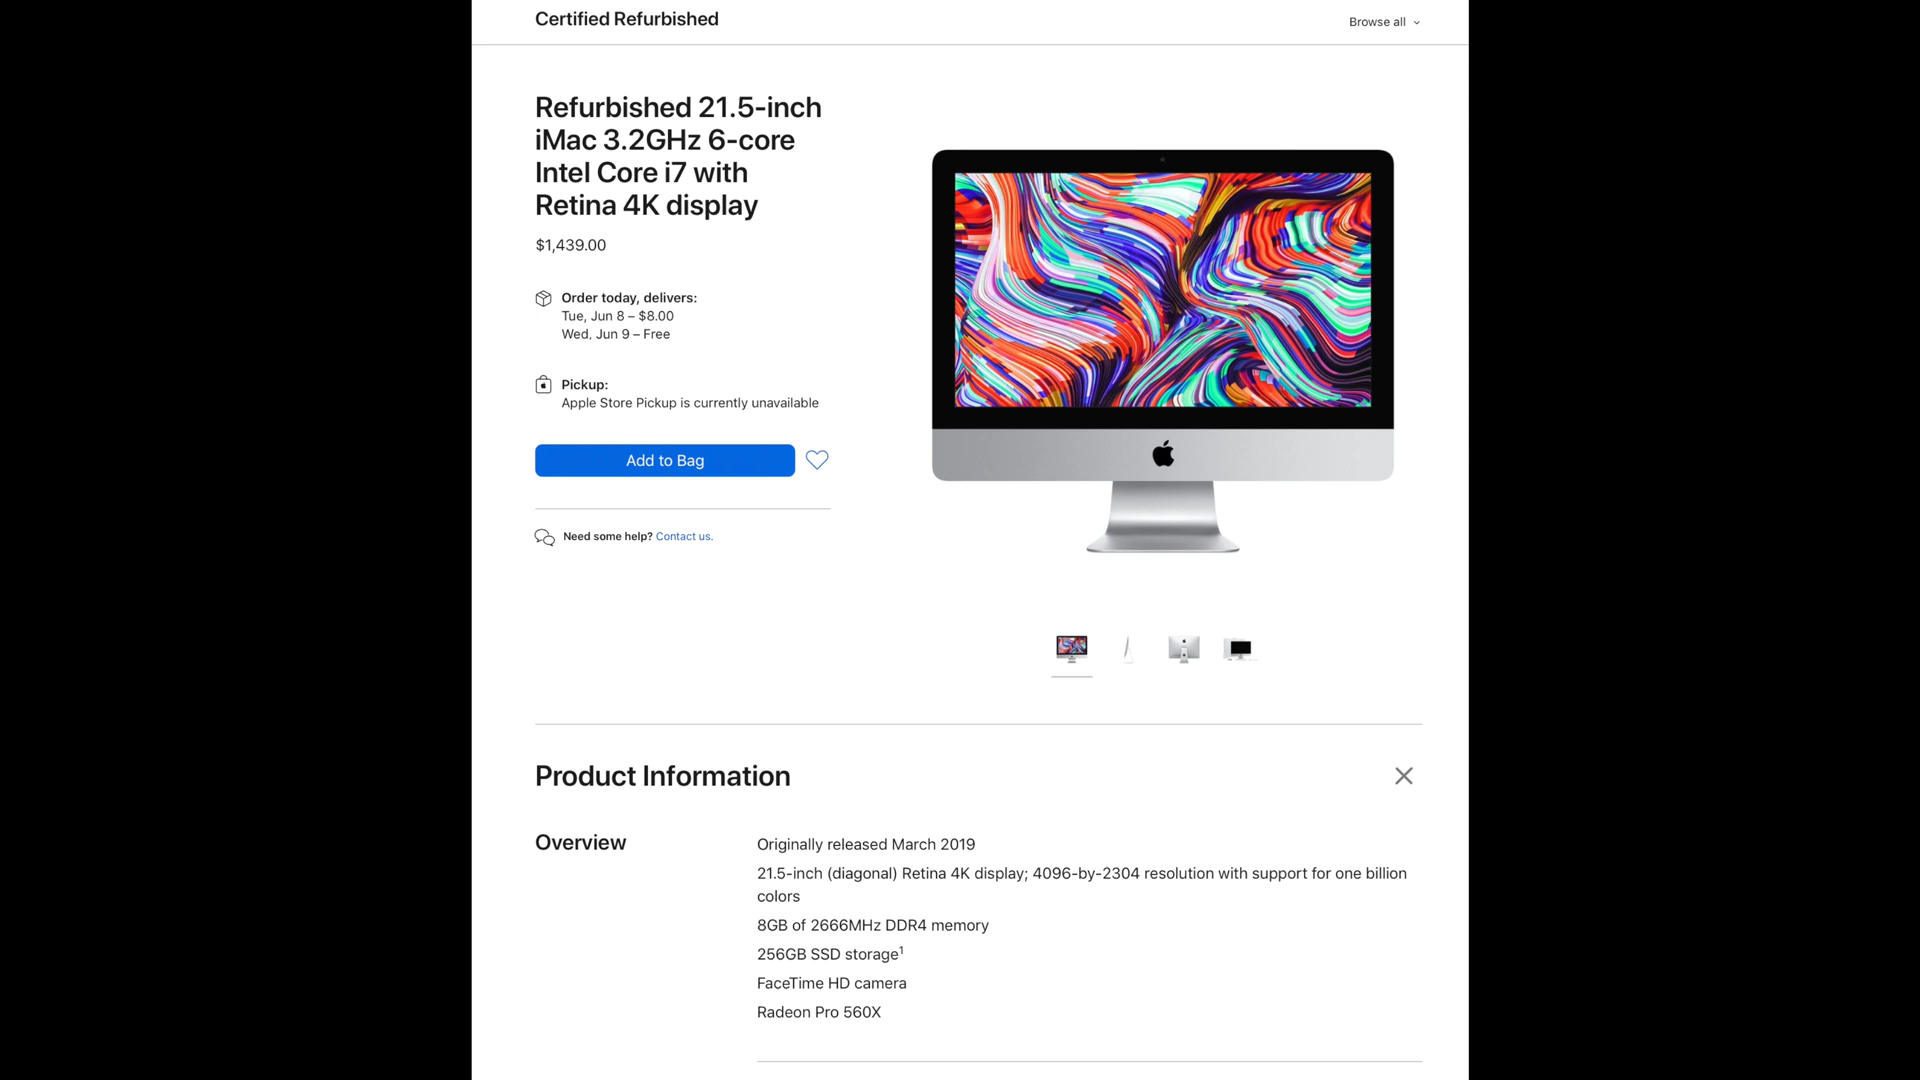 Certified Refurbished
Browse all
Refurbished 21.5-inch
iMac 3.2GHz 6-core
Intel Core i7 with
Retina 4K display
$1,439.00
Order today, delivers:
Tue, Jun 8 – $8.00
Wed, Jun 9 – Free
Pickup:
Apple Store Pickup is currently unavailable
Add to Bag
Need some help? Contact us.
Product Information
Overview
Originally released March 2019
21.5-inch (diagonal) Retina 4K display; 4096-by-2304 resolution with support for one billion
colors
8GB of 2666MHz DDR4 memory
256GB SSD storage1
FaceTime HD camera
Radeon Pro 560X